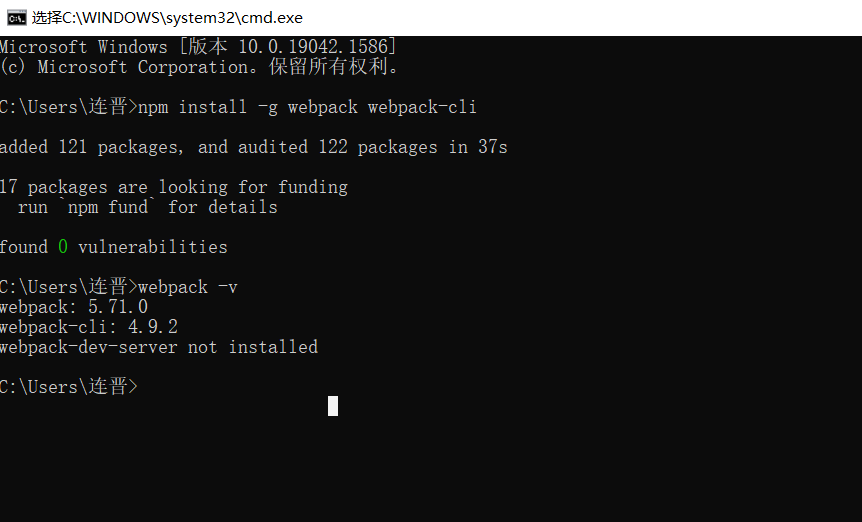 选择C:\WINDOWS\system32\cmd.exe
Microsoft Windows [版本 10.0.19042.1586]
(c) Microsoft Corporation。保留所有权利。
C:\Users\连晋>npm install -g webpack webpack-cli
added 121 packages, and audited 122 packages in 37s
17 packages are looking for funding
  run `npm fund` for details
found 0 vulnerabilities
C:\Users\连晋>webpack -v
webpack: 5.71.0
webpack-cli: 4.9.2
webpack-dev-server not installed
C:\Users\连晋>